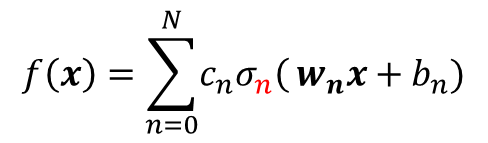 f(x) = ∑_{n=0}^{N} c_n σ_n( w_n x + b_n)